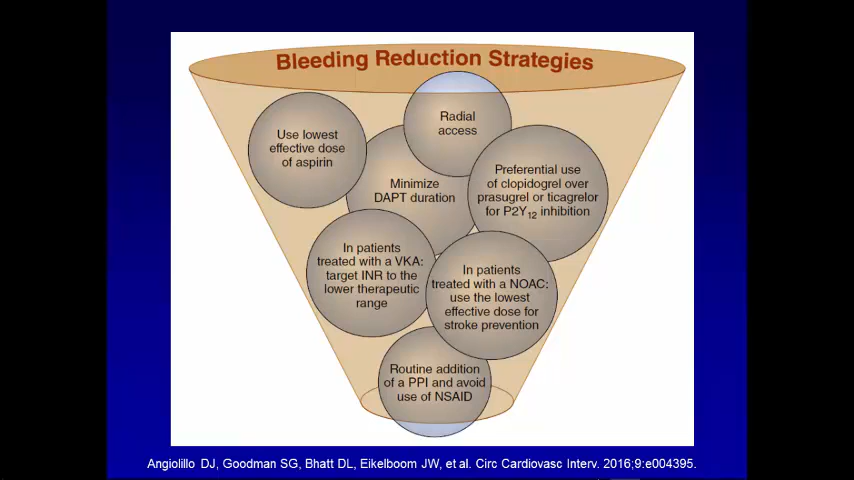 Bleeding Reduction Strategies
Radial
access
Use lowest
effective dose
of aspirin
Minimize
DAPT duration
Preferential use
of clopidogrel over
prasugrel or ticagrelor
for P2Y12 inhibition
In patients
treated with a VKA:
target INR to the
lower therapeutic
range
In patients
treated with a NOAC:
use the lowest
effective dose for
stroke prevention
Routine addition
of a PPI and avoid
use of NSAID
Angiolillo DJ, Goodman SG, Bhatt DL, Eikelboom JW, et al. Circ Cardiovasc Interv. 2016;9:e004395.